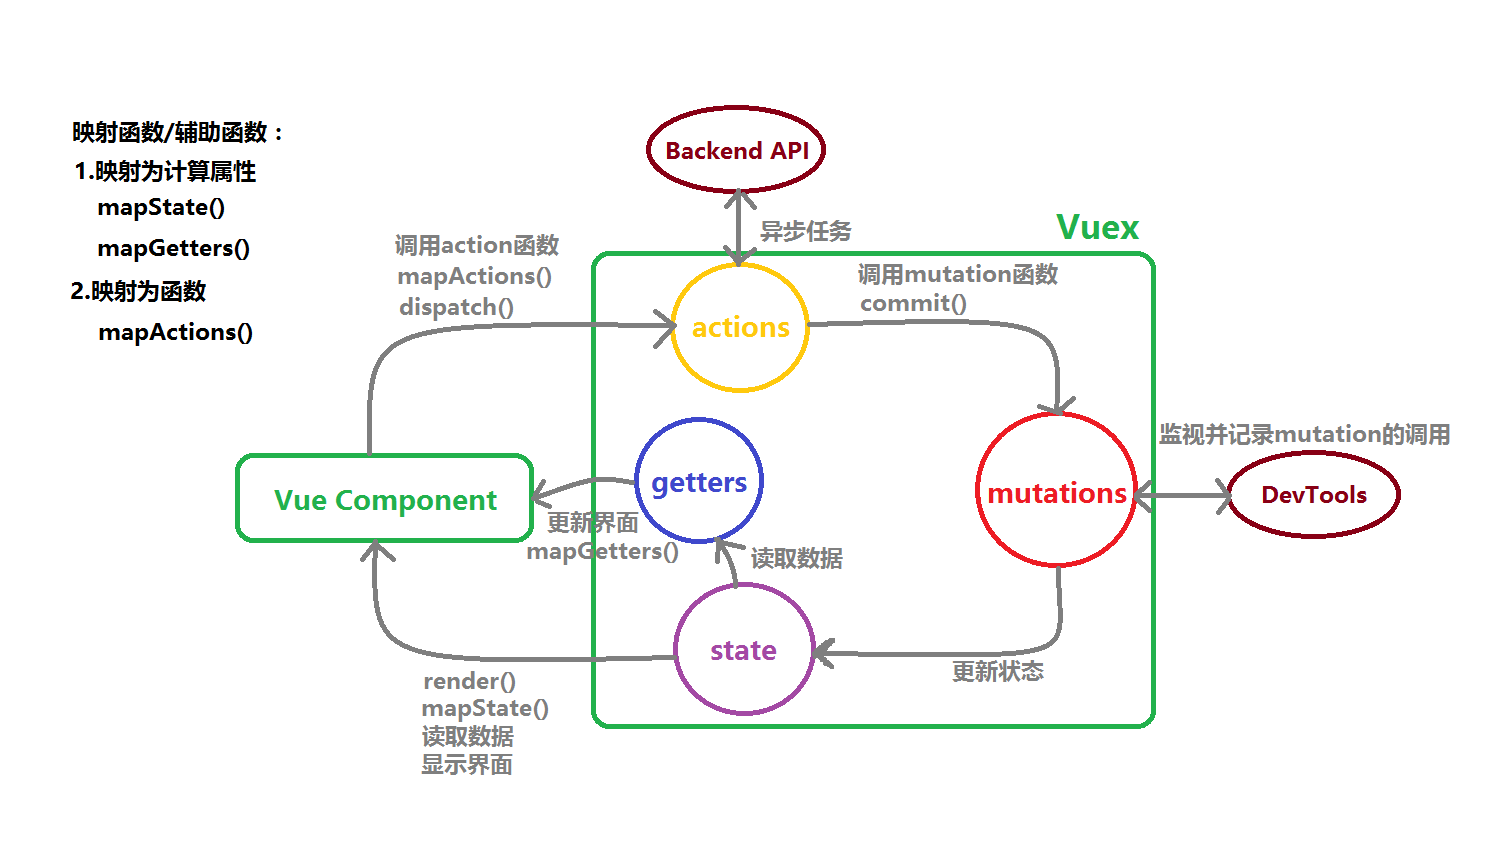 映射函数/辅助函数：
1.映射为计算属性
mapState()
mapGetters()
2.映射为函数
mapActions()
Backend API
异步任务
Vuex
调用action函数
mapActions()
dispatch()
actions
调用mutation函数
commit()
getters
Vue Component
更新界面
mapGetters()
读取数据
mutations
监视并记录mutation的调用
DevTools
state
更新状态
render()
mapState()
读取数据
显示界面